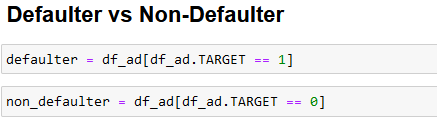 Defaulter vs Non-Defaulter
defaulter = df_ad[df_ad.TARGET == 1]
non_defaulter = df_ad[df_ad.TARGET == 0]